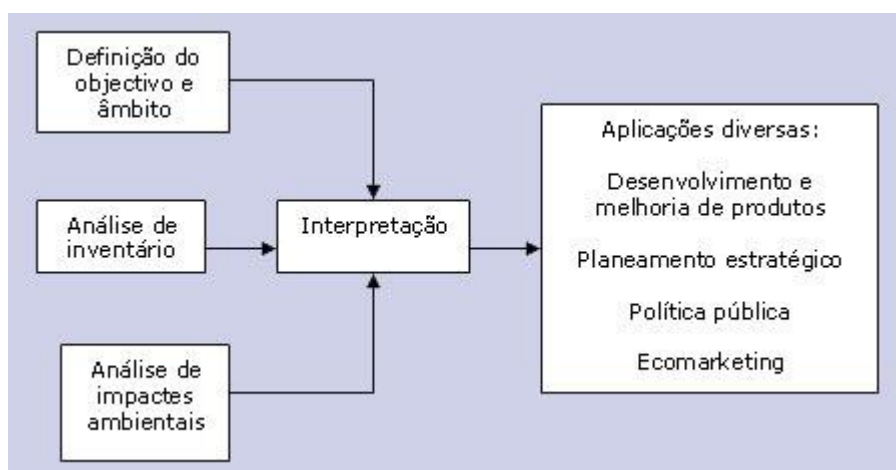 Definição do
objectivo e
âmbito
Análise de
inventário
Interpretação
Análise de
impactes
ambientais
Aplicações diversas:
Desenvolvimento e
melhoria de produtos
Planeamento estratégico
Política pública
Ecomarketing